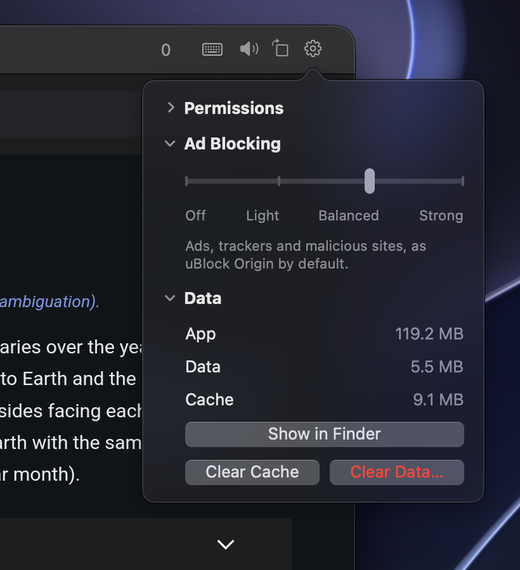 0
Permissions
Ad Blocking
Off Light Balanced Strong
Ads, trackers and malicious sites, as
uBlock Origin by default.
Data
App 119.2 MB
Data 5.5 MB
Cache 9.1 MB
Show in Finder
Clear Cache Clear Data...
ambiguation).
aries over the yea
to Earth and the
sides facing each
arth with the sam
ar month).